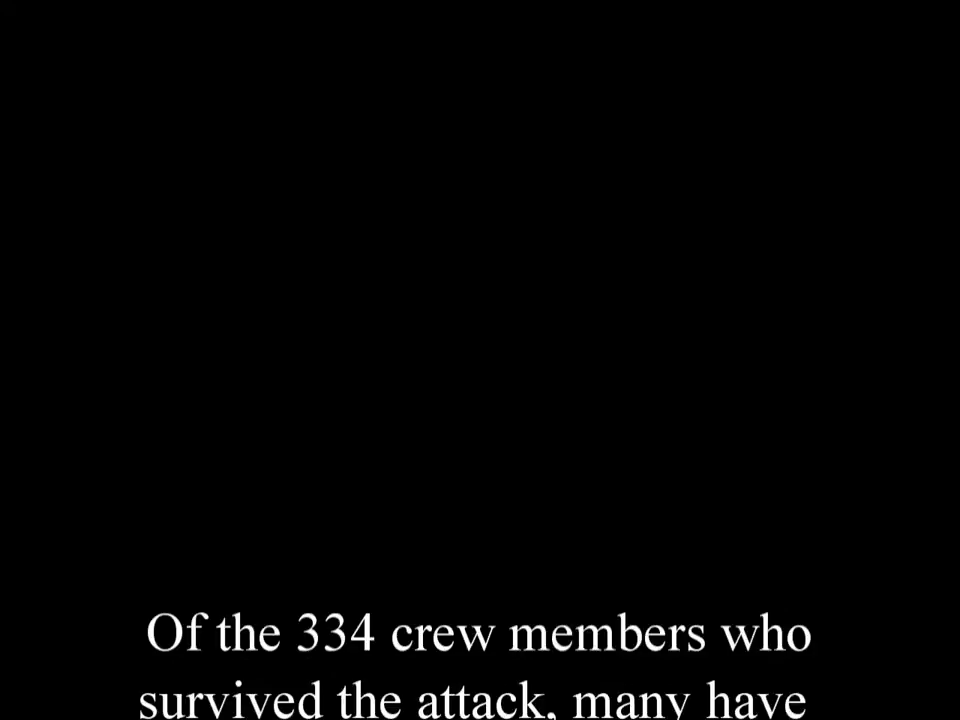 Of the 334 crew members who
survived the attack, many have